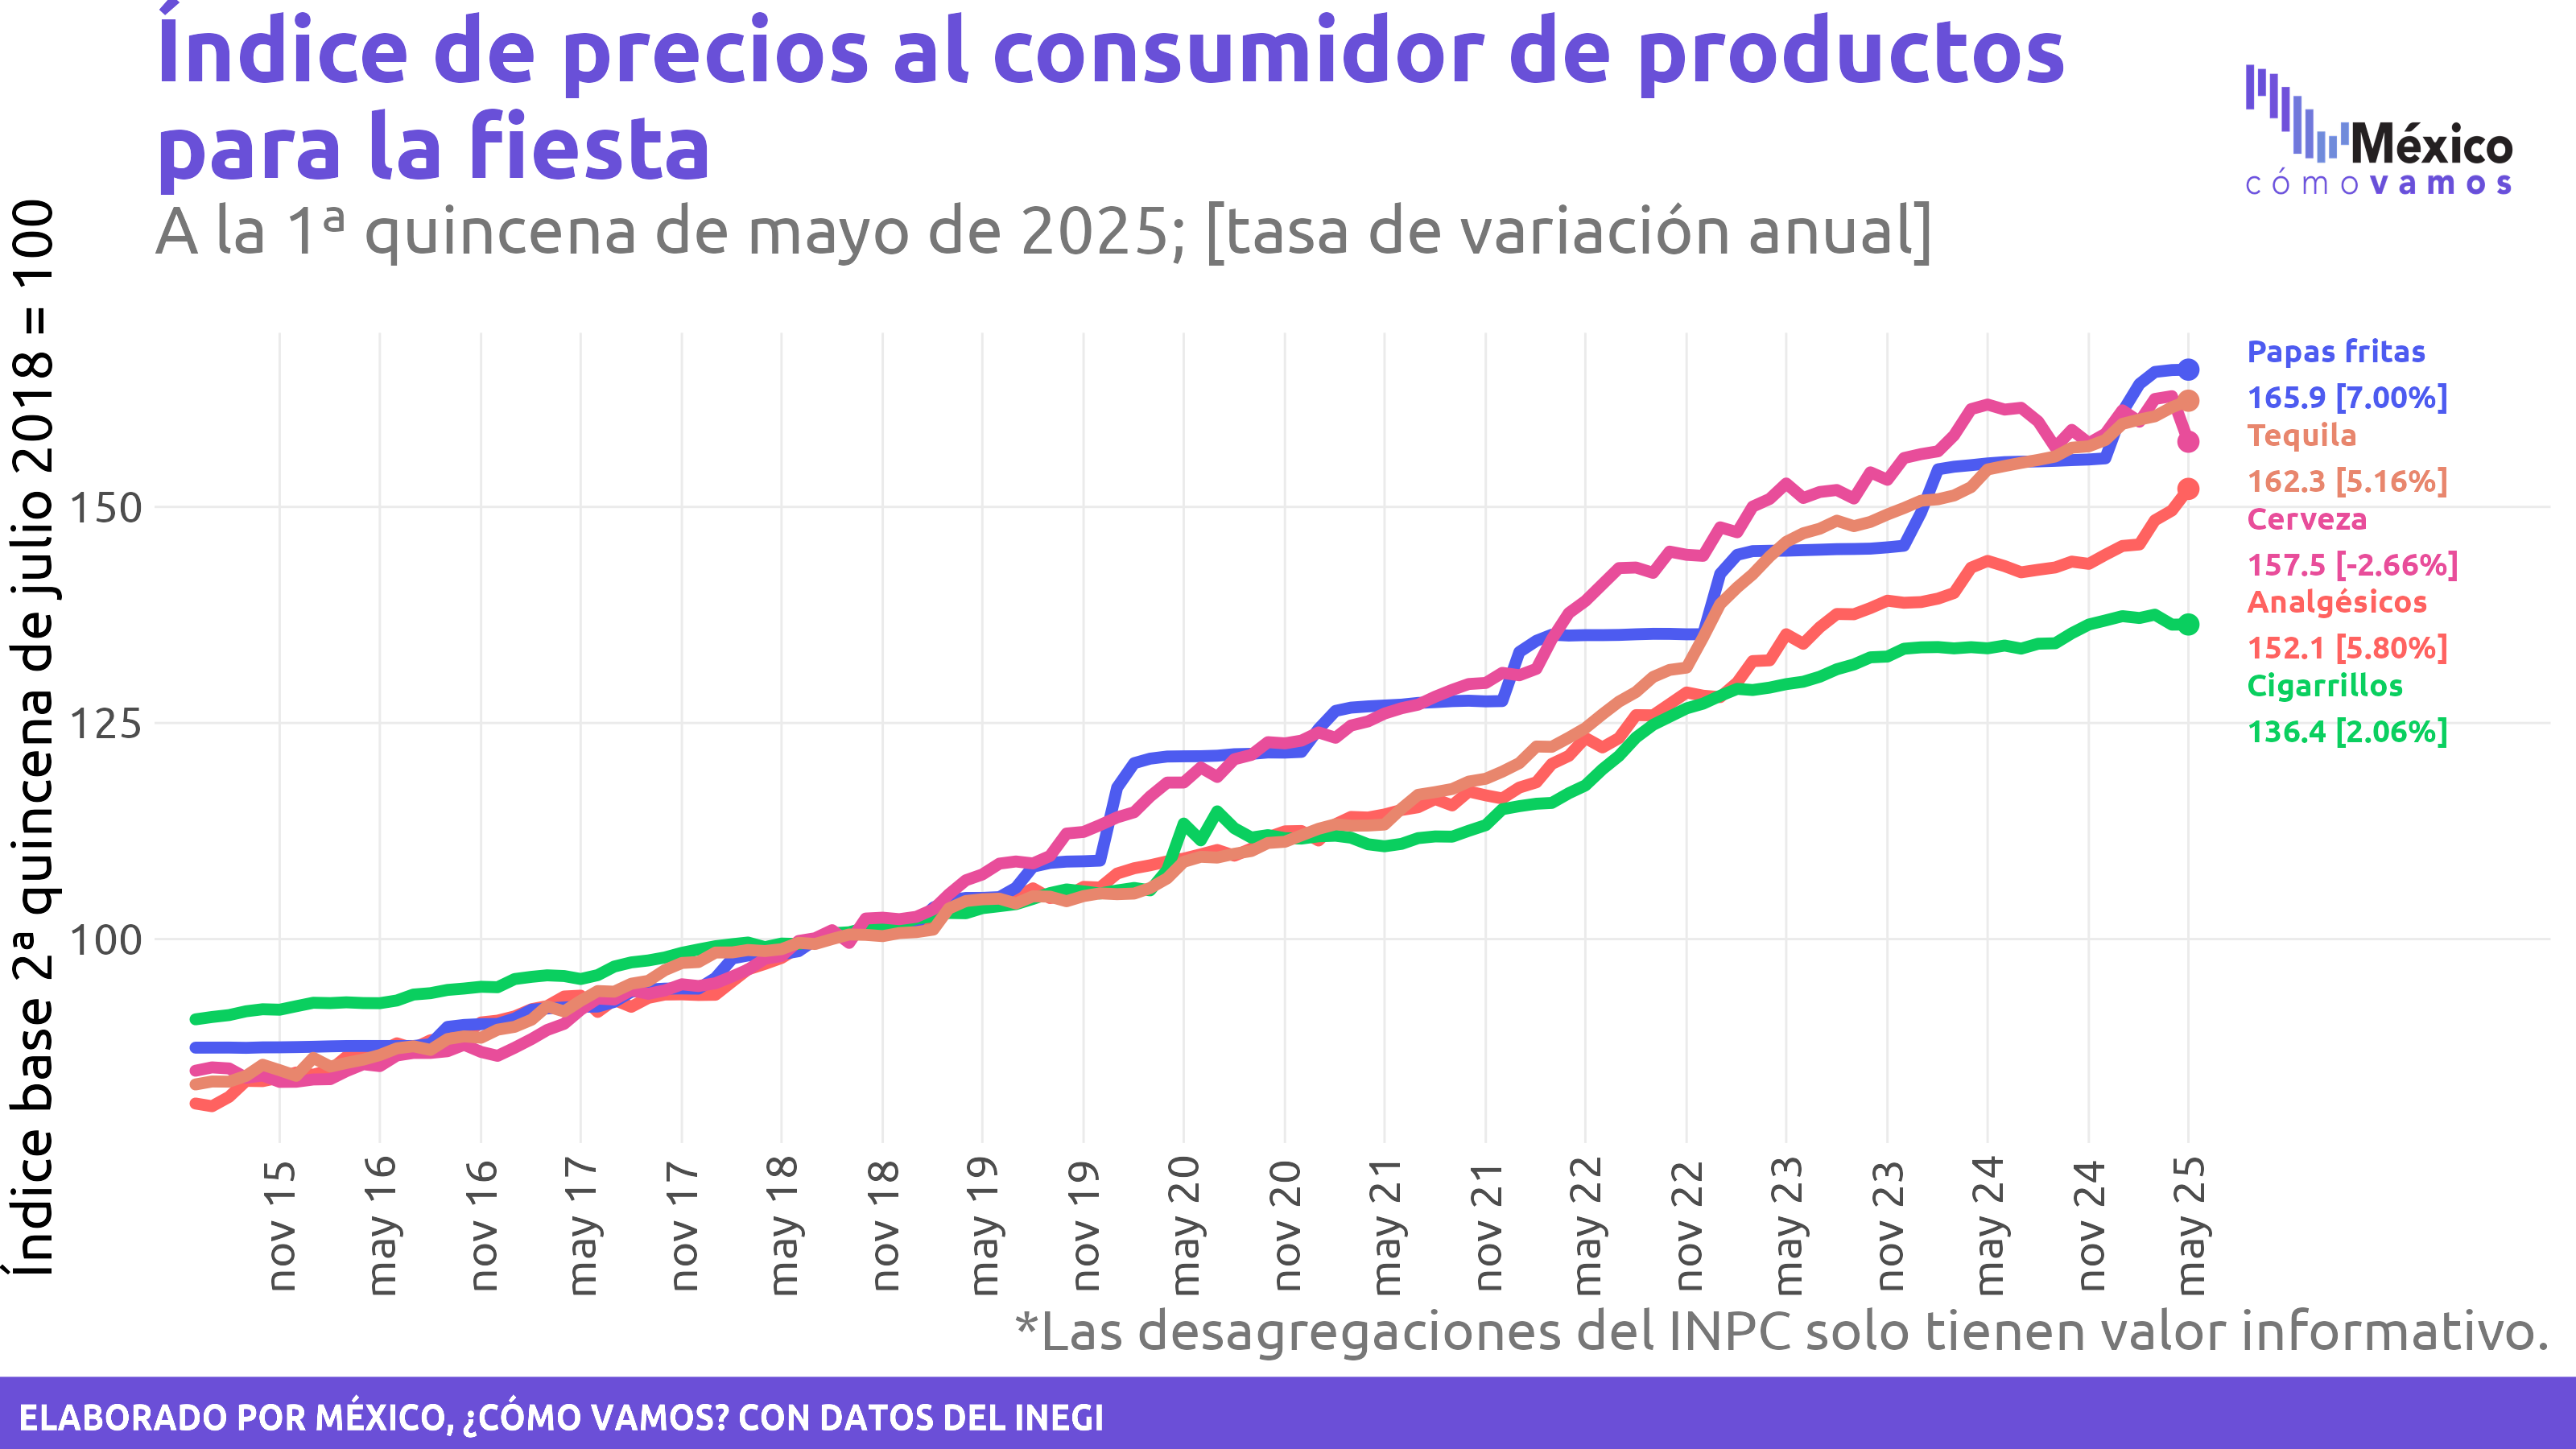 Índice de precios al consumidor de productos
para la fiesta
A la 1ª quincena de mayo de 2025; [tasa de variación anual]
México
cómo vamos
Índice base 2ª quincena de julio 2018 = 100
150
125
100
Papas fritas
165.9 [7.00%]
Tequila
162.3 [5.16%]
Cerveza
157.5 [-2.66%]
Analgésicos
152.1 [5.80%]
Cigarrillos
136.4 [2.06%]
nov 15
may 16
nov 16
may 17
nov 17
may 18
nov 18
may 19
nov 19
may 20
nov 20
may 21
nov 21
may 22
nov 22
may 23
nov 23
may 24
nov 24
may 25
*Las desagregaciones del INPC solo tienen valor informativo.
ELABORADO POR MÉXICO, ¿CÓMO VAMOS? CON DATOS DEL INEGI